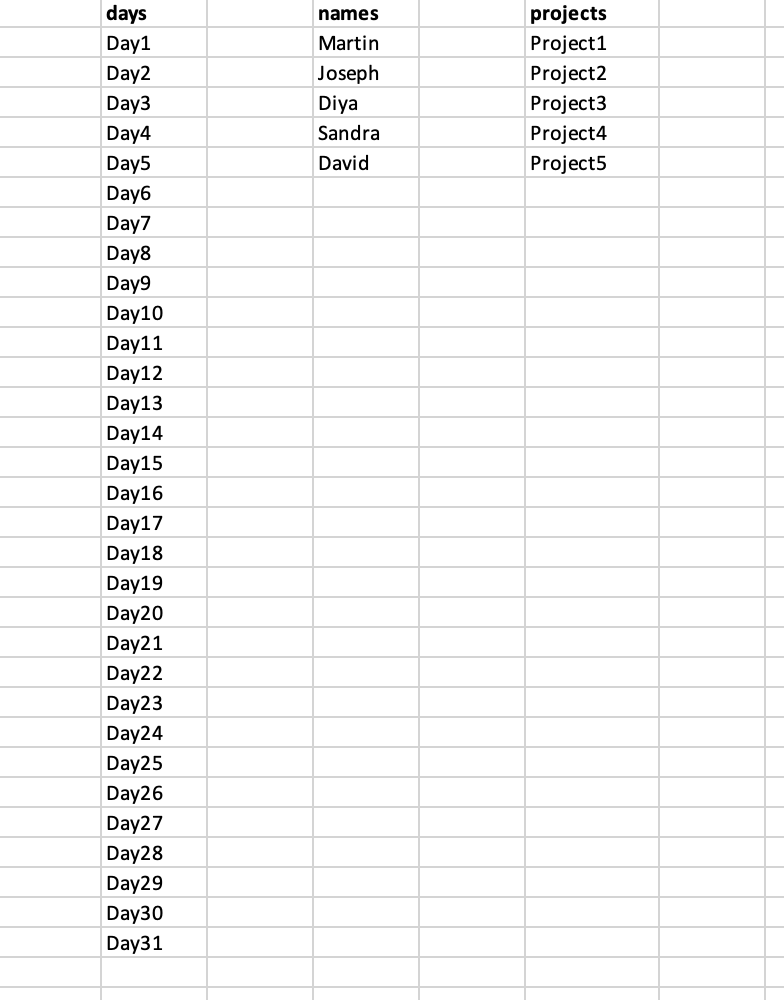 days names projects
Day1 Martin Project1
Day2 Joseph Project2
Day3 Diya Project3
Day4 Sandra Project4
Day5 David Project5
Day6
Day7
Day8
Day9
Day10
Day11
Day12
Day13
Day14
Day15
Day16
Day17
Day18
Day19
Day20
Day21
Day22
Day23
Day24
Day25
Day26
Day27
Day28
Day29
Day30
Day31